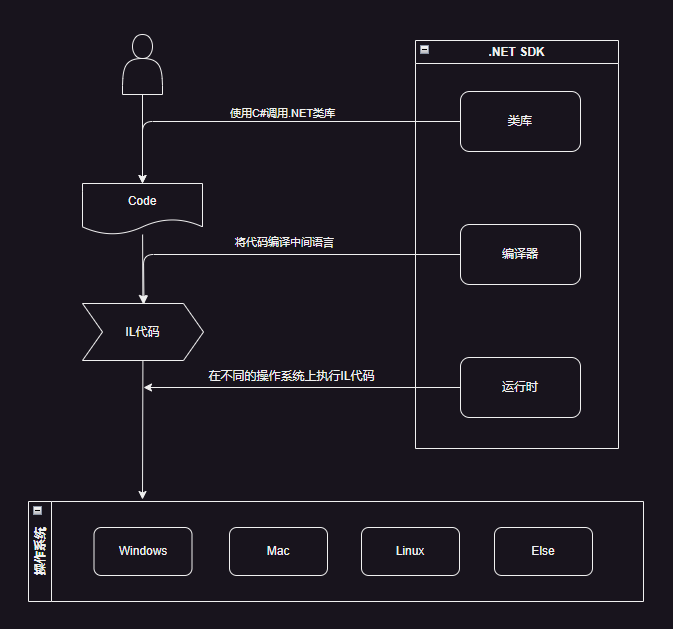 .NET SDK
使用C#调用.NET类库
类库
Code
将代码编译中间语言
编译器
IL代码
在不同的操作系统上执行IL代码
运行时
操作系统
Windows
Mac
Linux
Else